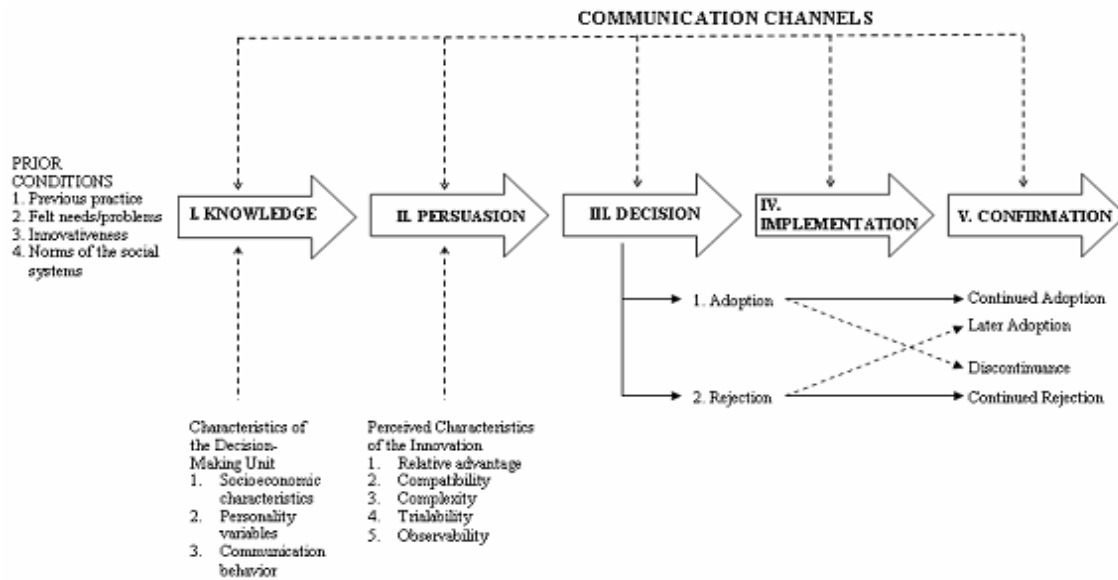 COMMUNICATION CHANNELS
PRIOR
CONDITIONS
1. Previous practice
2. Felt needs/problems
3. Innovativeness
4. Norms of the social
systems
I. KNOWLEDGE
II. PERSUASION
III. DECISION
IV.
IMPLEMENTATION
V. CONFIRMATION
1. Adoption
Continued Adoption
Later Adoption
Discontinuance
2. Rejection
Continued Rejection
Characteristics of
the Decision-
Making Unit
1. Socioeconomic
characteristics
2. Personality
variables
3. Communication
behavior
Perceived Characteristics
of the Innovation
1. Relative advantage
2. Compatibility
3. Complexity
4. Trialability
5. Observability